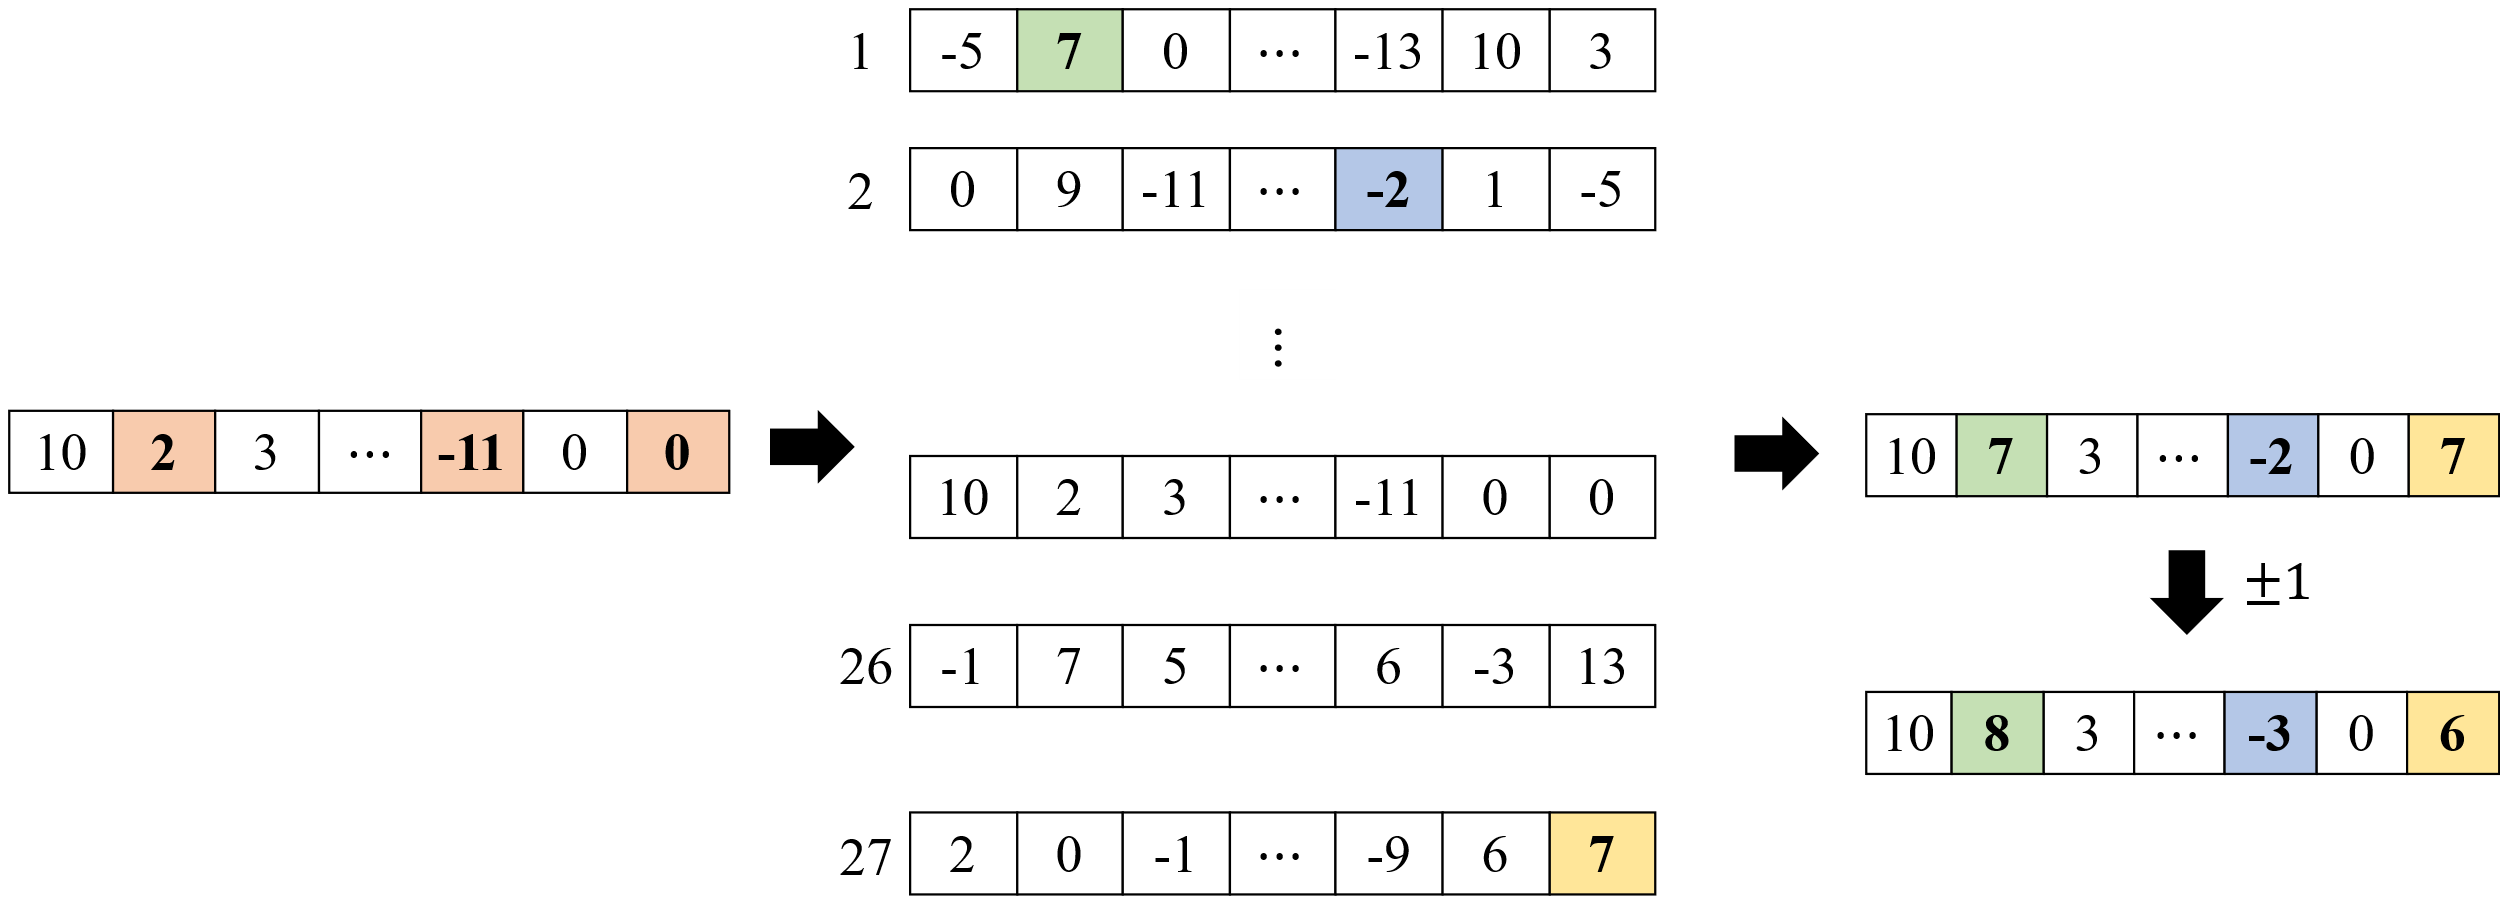 1 -5 7 0 ... -13 10 3
2 0 9 -11 ... -2 1 -5
⋮
10 2 3 ... -11 0 0
10 2 3 ... -11 0 0
26 -1 7 5 ... 6 -3 13
27 2 0 -1 ... -9 6 7
10 7 3 ... -2 0 7
±1
10 8 3 ... -3 0 6